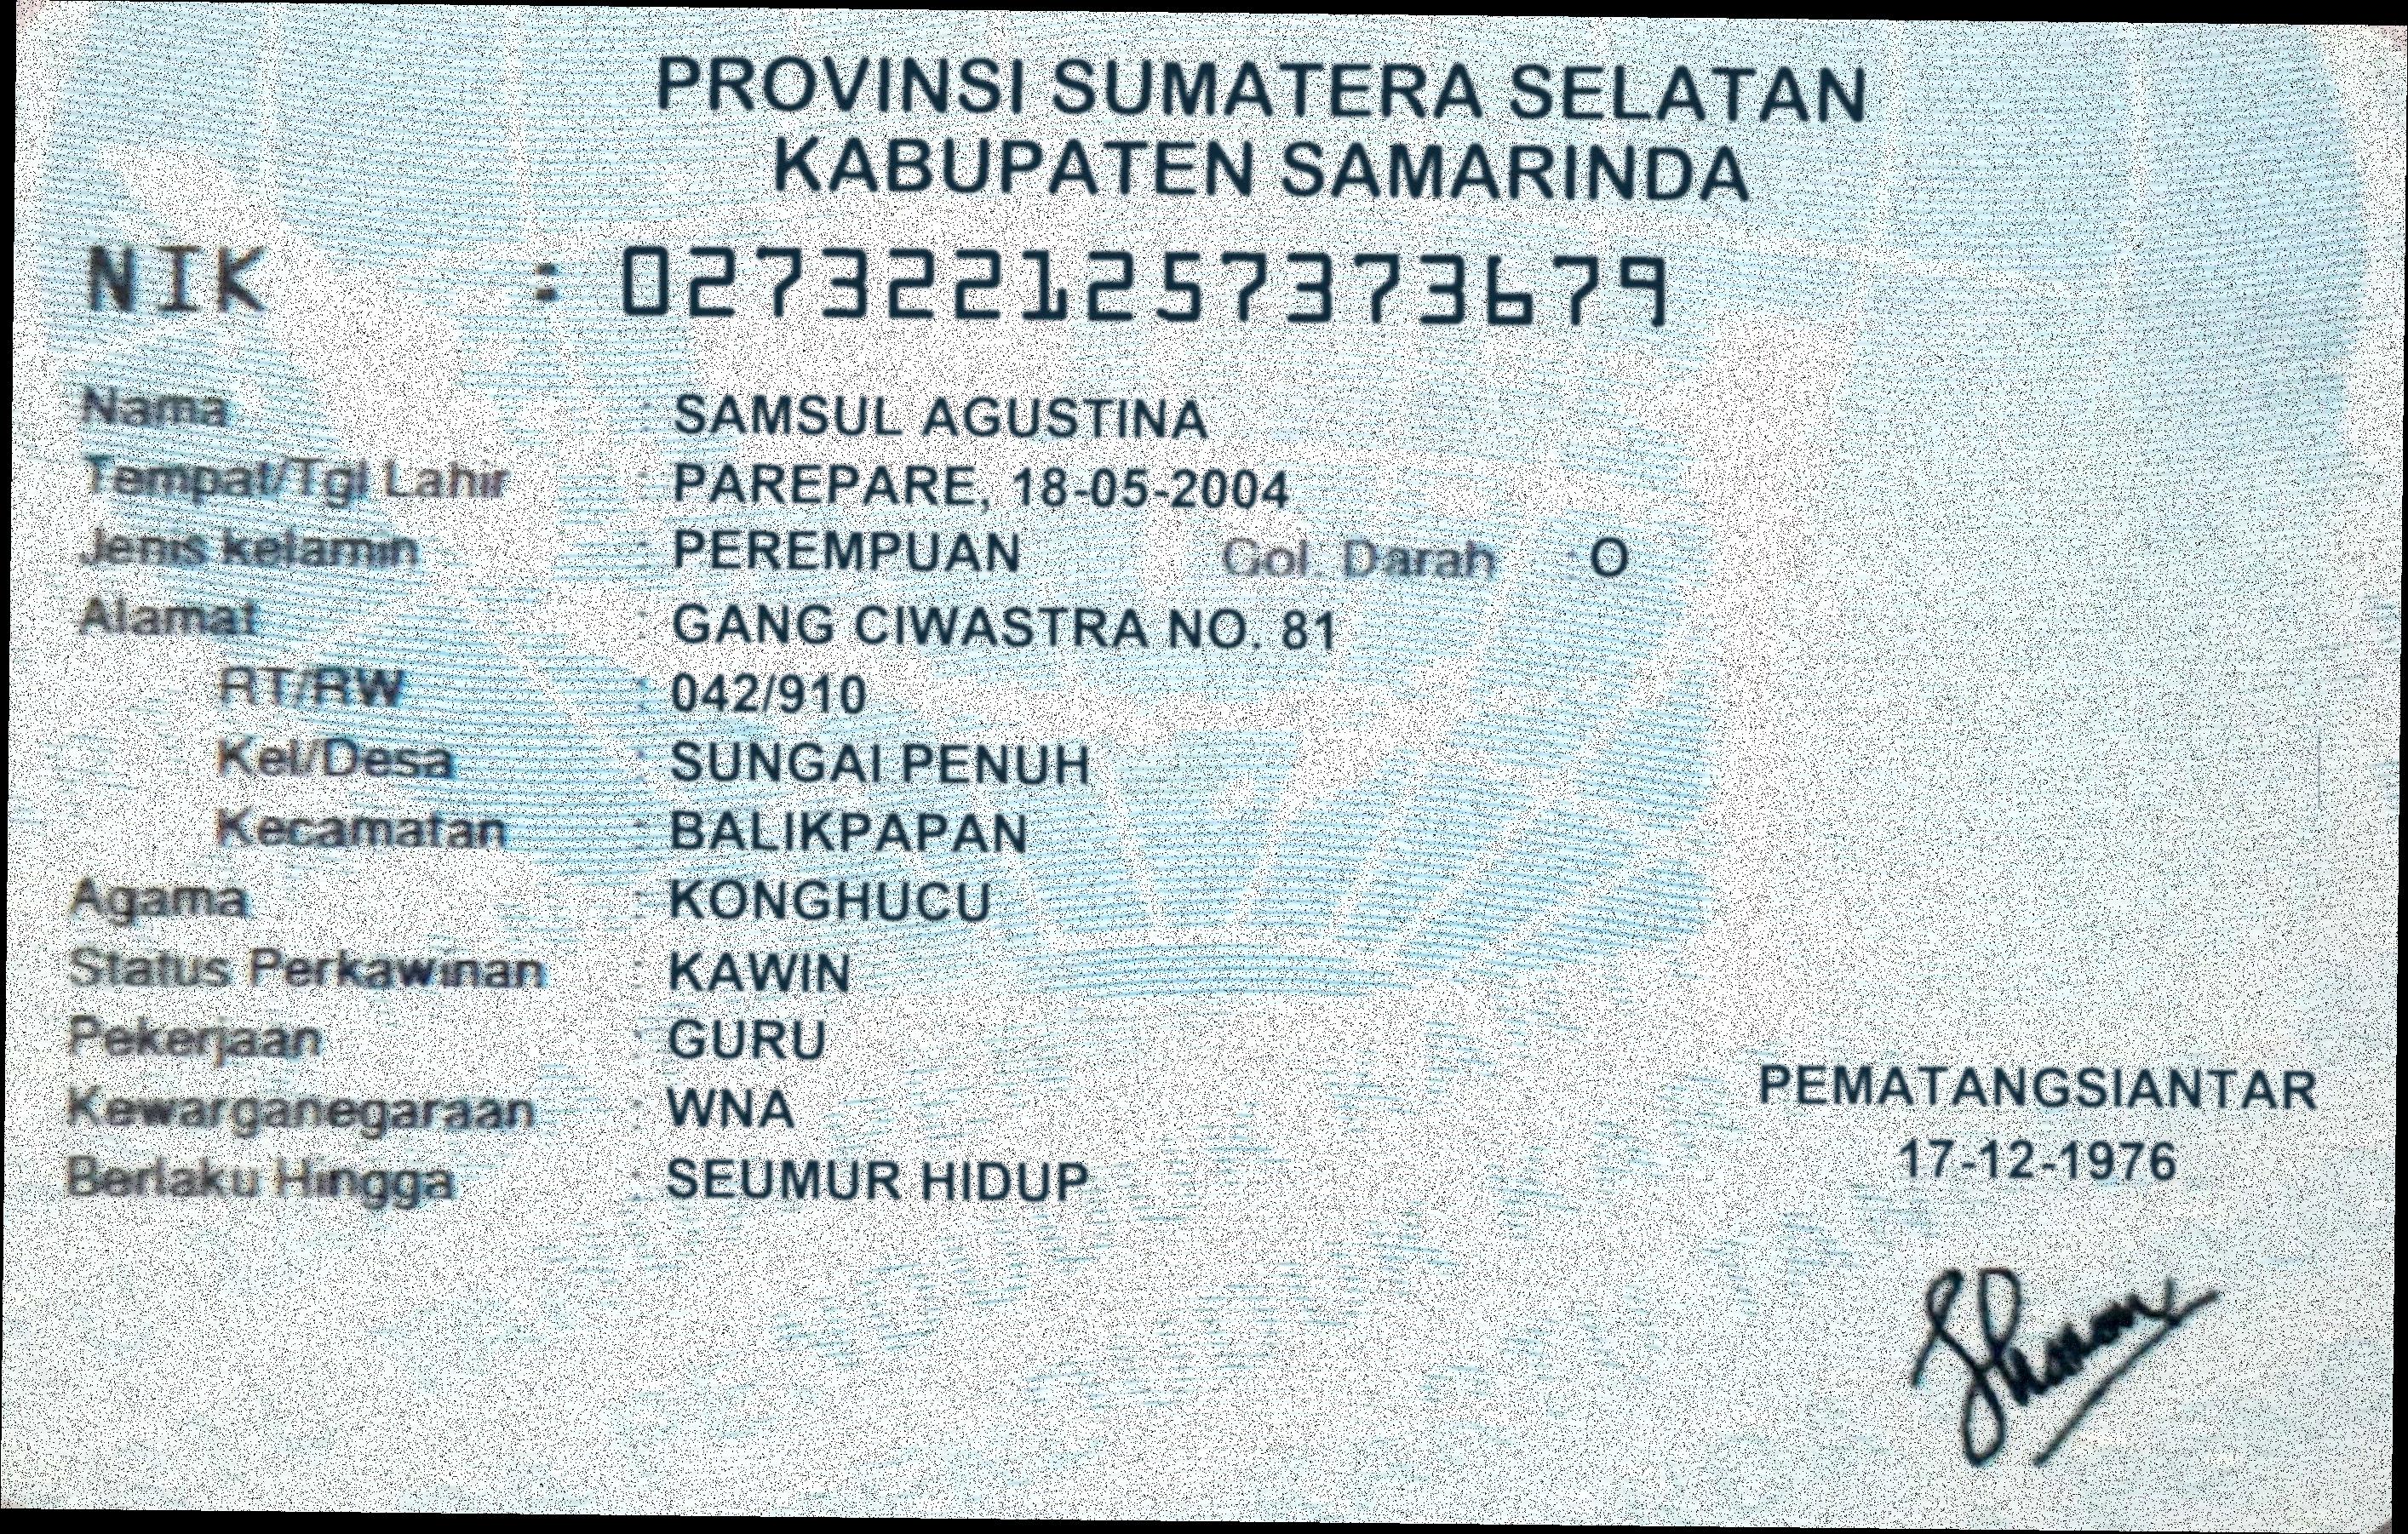 PROVINSI SUMATERA SELATAN
KABUPATEN SAMARINDA
NIK : 0273221257373679
Nama : SAMSUL AGUSTINA
Tempat/Tgl Lahir : PAREPARE, 18-05-2004
Jenis kelamin : PEREMPUAN Gol. Darah : O
Alamat : GANG CIWASTRA NO. 81
RT/RW : 042/910
Kel/Desa : SUNGAI PENUH
Kecamatan : BALIKPAPAN
Agama : KONGHUCU
Status Perkawinan : KAWIN
Pekerjaan : GURU
Kewarganegaraan : WNA
Berlaku Hingga : SEUMUR HIDUP
PEMATANGSIANTAR
17-12-1976